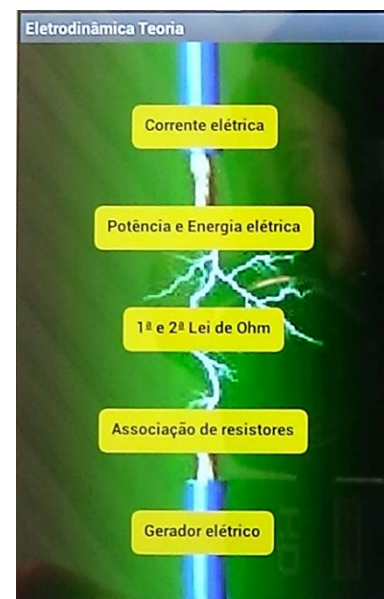 Eletrodinâmica Teoria
Corrente elétrica
Potência e Energia elétrica
1ª e 2ª Lei de Ohm
Associação de resistores
Gerador elétrico